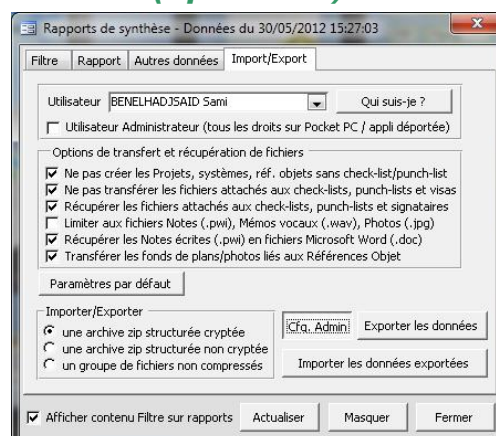 Rapports de synthèse - Données du 30/05/2012 15:27:03
Filtre Rapport Autres données Import/Export
Utilisateur BENELHADJSAID Sami Qui suis-je ?
Utilisateur Administrateur (tous les droits sur Pocket PC / appli déportée)
Options de transfert et récupération de fichiers
Ne pas créer les Projets, systèmes, réf. objets sans check-list/punch-list
Ne pas transférer les fichiers attachés aux check-lists, punch-lists et visas
Récupérer les fichiers attachés aux check-lists, punch-lists et signataires
Limiter aux fichiers Notes (.pwi), Mémos vocaux (.wav), Photos (.jpg)
Récupérer les Notes écrites (.pwi) en fichiers Microsoft Word (.doc)
Transférer les fonds de plans/photos liés aux Références Objet
Paramètres par défaut
Importer/Exporter
une archive zip structurée cryptée
une archive zip structurée non cryptée
un groupe de fichiers non compressés
Cfg. Admin Exporter les données
Importer les données exportées
Afficher contenu Filtre sur rapports Actualiser Masquer Fermer